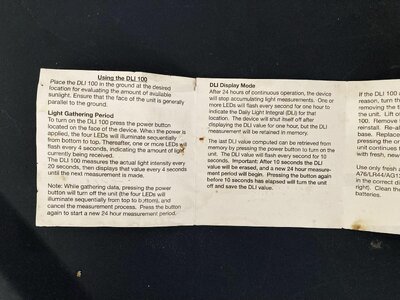 Using the DLI 100
Place the DLI 100 in the ground at the desired
location for evaluating the amount of available
sunlight. Ensure that the face of the unit is generally
parallel to the ground.
Light Gathering Period
To turn on the DLI 100 press the power button
located on the face of the device. When the power is
applied, the four LEDs will illuminate sequentially
from bottom to top. Thereafter, one or more LEDs will
flash every 4 seconds, indicating the amount of light
currently being received.
The DLI 100 measures the actual light intensity every
20 seconds, then displays that value every 4 seconds
until the next measurement is made.
Note: While gathering data, pressing the power
button will turn off the unit (the four LEDs will
illuminate sequentially from top to bottom), and
cancel the measurement process. Press the button
again to start a new 24 hour measurement period.
DLI Display Mode
After 24 hours of continuous operation, the device
will stop accumulating light measurements. One or
more LEDs will flash every second for one hour to
indicate the Daily Light Integral (DLI) for that
location. The device will shut itself off after
displaying the DLI value for one hour, but the DLI
measurement will be retained in memory.
The last DLI value computed can be retrieved from
memory by pressing the power button to turn on
the unit. The DLI value will flash every second for 10
seconds. Important: After 10 seconds the DLI
value will be erased, and a new 24 hour measure-
ment period will begin. Pressing the button again
before 10 seconds has elapsed will turn the unit
off and save the DLI value.
If the DLI 100
reason, turn the
removing the
the unit. Lift o
100. Remove
reinstall. Re-a
base. Replace
pressing the
unit continues
with fresh, new
Use only fresh
A76/LR44/AG13
in the correct
right). Clean the
batteries.